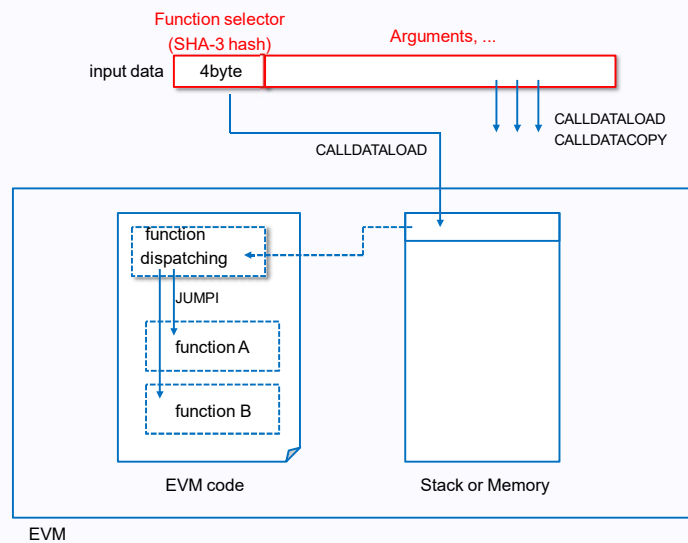 Function selector
(SHA-3 hash)
Arguments, ...
input data
4byte
CALLDATALOAD
CALLDATACOPY
CALLDATALOAD
function
dispatching
JUMPI
function A
function B
EVM code
Stack or Memory
EVM